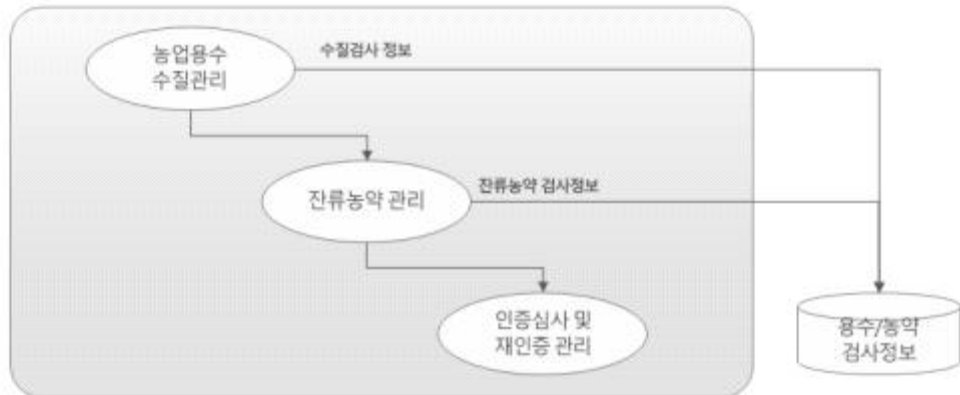 농업용수
수질관리
수질검사 정보
잔류농약 관리
잔류농약 검사정보
인증심사 및
재인증 관리
용수/농약
검사정보